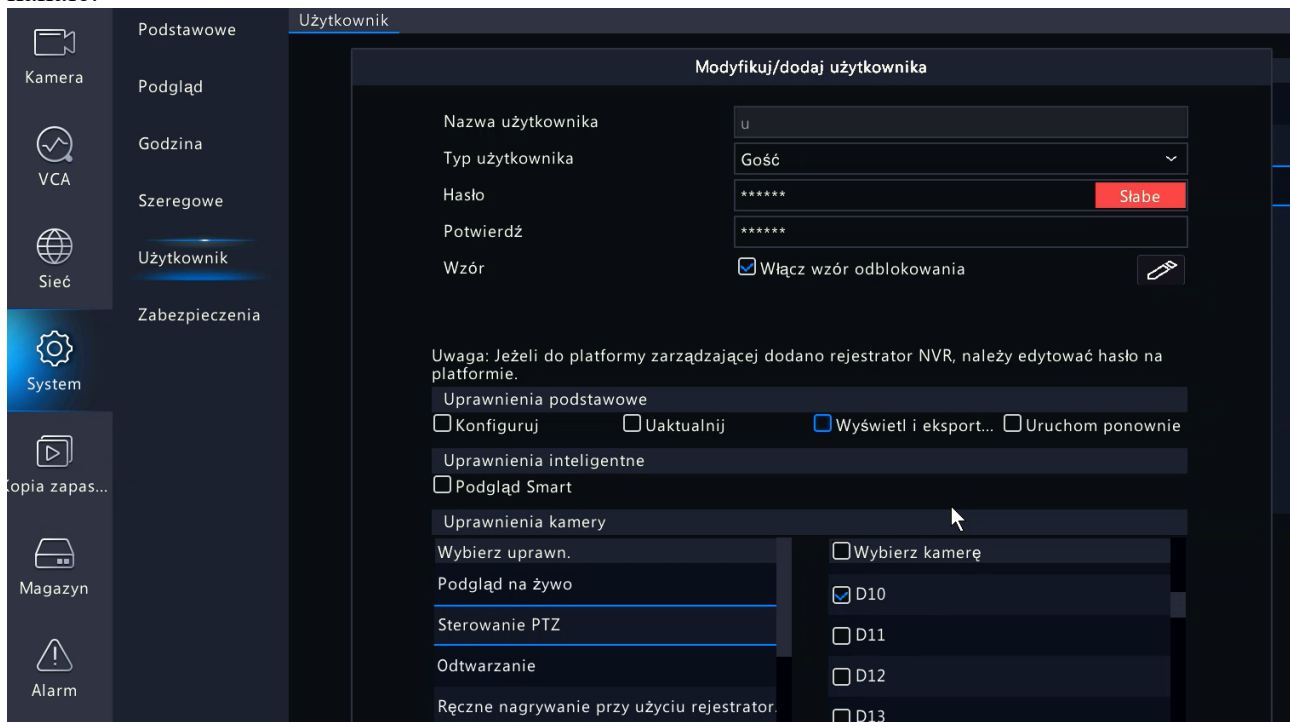 Podstawowe
Użytkownik
Kamera
Podgląd
Modyfikuj/dodaj użytkownika
Nazwa użytkownika
u
Godzina
Typ użytkownika
Gość
VCA
Hasło
******
Słabe
Szeregowe
Potwierdź
******
Użytkownik
Wzór
Włącz wzór odblokowania
Sieć
Zabezpieczenia
Uwaga: Jeżeli do platformy zarządzającej dodano rejestrator NVR, należy edytować hasło na
platformie.
System
Uprawnienia podstawowe
Konfiguruj
Uaktualnij
Wyświetl i eksport...
Uruchom ponownie
Uprawnienia inteligentne
Podgląd Smart
opia zapas...
Uprawnienia kamery
Wybierz uprawn.
Wybierz kamerę
Podgląd na żywo
D10
Magazyn
Sterowanie PTZ
D11
Odtwarzanie
D12
Alarm
Ręczne nagrywanie przy użyciu rejestrator.
D13